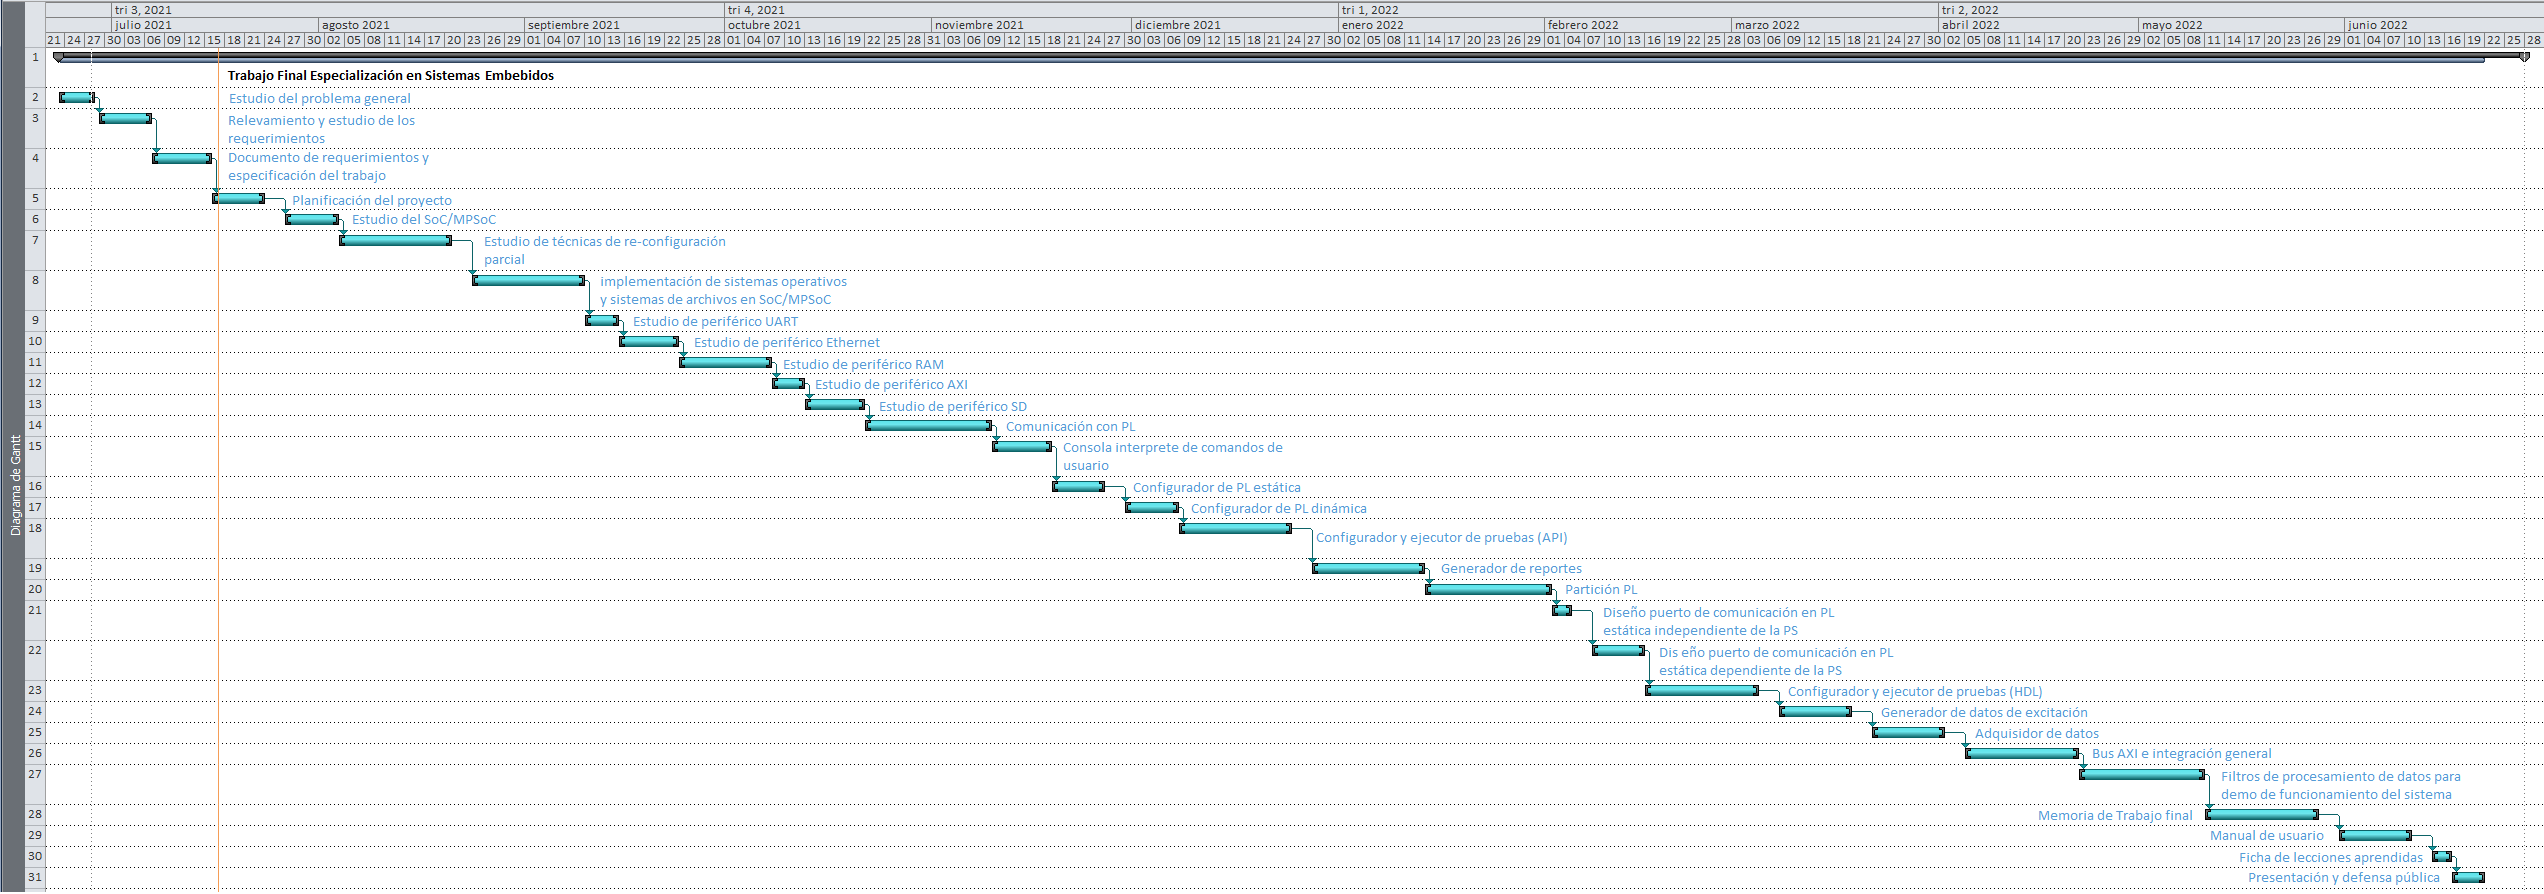 tri 3, 2021 tri 4, 2021 tri 1, 2022 tri 2, 2022
julio 2021 agosto 2021 septiembre 2021 octubre 2021 noviembre 2021 diciembre 2021 enero 2022 febrero 2022 marzo 2022 abril 2022 mayo 2022 junio 2022
21 24 27 30 03 06 09 12 15 18 21 24 27 30 02 05 08 11 14 17 20 23 26 29 01 04 07 10 13 16 19 22 25 28 01 04 07 10 13 16 19 22 25 28 31 03 06 09 12 15 18 21 24 27 30 03 06 09 12 15 18 21 24 27 30 02 05 08 11 14 17 20 23 26 29 01 04 07 10 13 16 19 22 25 28 03 06 09 12 15 18 21 24 27 30 02 05 08 11 14 17 20 23 26 29 02 05 08 11 14 17 20 23 26 29 01 04 07 10 13 16 19 22 25 28
Diagrama de Gantt
1
Trabajo Final Especialización en Sistemas Embebidos
2 Estudio del problema general
3 Relevamiento y estudio de los
requerimientos
4 Documento de requerimientos y
especificación del trabajo
5 Planificación del proyecto
6 Estudio del SoC/MPSoC
7 Estudio de técnicas de re-configuración
parcial
8 implementación de sistemas operativos
y sistemas de archivos en SoC/MPSoC
9 Estudio de periférico UART
10 Estudio de periférico Ethernet
11 Estudio de periférico RAM
12 Estudio de periférico AXI
13 Estudio de periférico SD
14 Comunicación con PL
15 Consola interprete de comandos de
usuario
16 Configurador de PL estática
17 Configurador de PL dinámica
18 Configurador y ejecutor de pruebas (API)
19 Generador de reportes
20 Partición PL
21 Diseño puerto de comunicación en PL
estática independiente de la PS
22 Dis eño puerto de comunicación en PL
estática dependiente de la PS
23 Configurador y ejecutor de pruebas (HDL)
24 Generador de datos de excitación
25 Adquisidor de datos
26 Bus AXI e integración general
27 Filtros de procesamiento de datos para
demo de funcionamiento del sistema
28 Memoria de Trabajo final
29 Manual de usuario
30 Ficha de lecciones aprendidas
31 Presentación y defensa pública